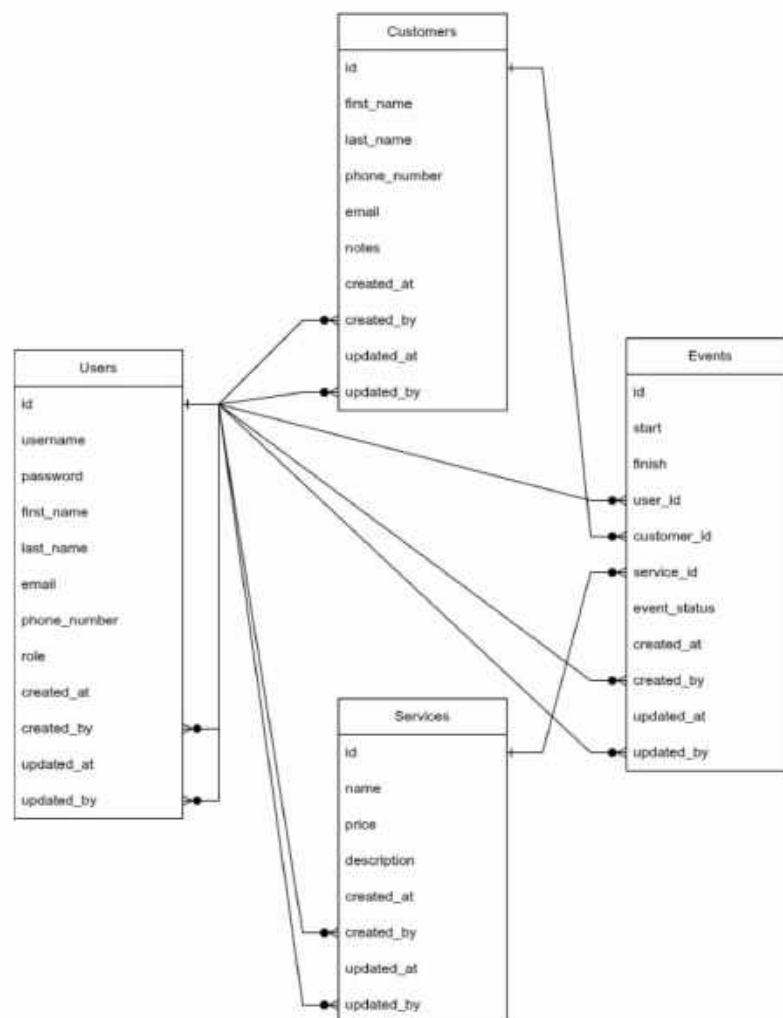 Customers
id
first_name
last_name
phone_number
email
notes
created_at
created_by
updated_at
updated_by
Users
id
username
password
first_name
last_name
email
phone_number
role
created_at
created_by
updated_at
updated_by
Events
id
start
finish
user_id
customer_id
service_id
event_status
created_at
created_by
updated_at
updated_by
Services
id
name
price
description
created_at
created_by
updated_at
updated_by